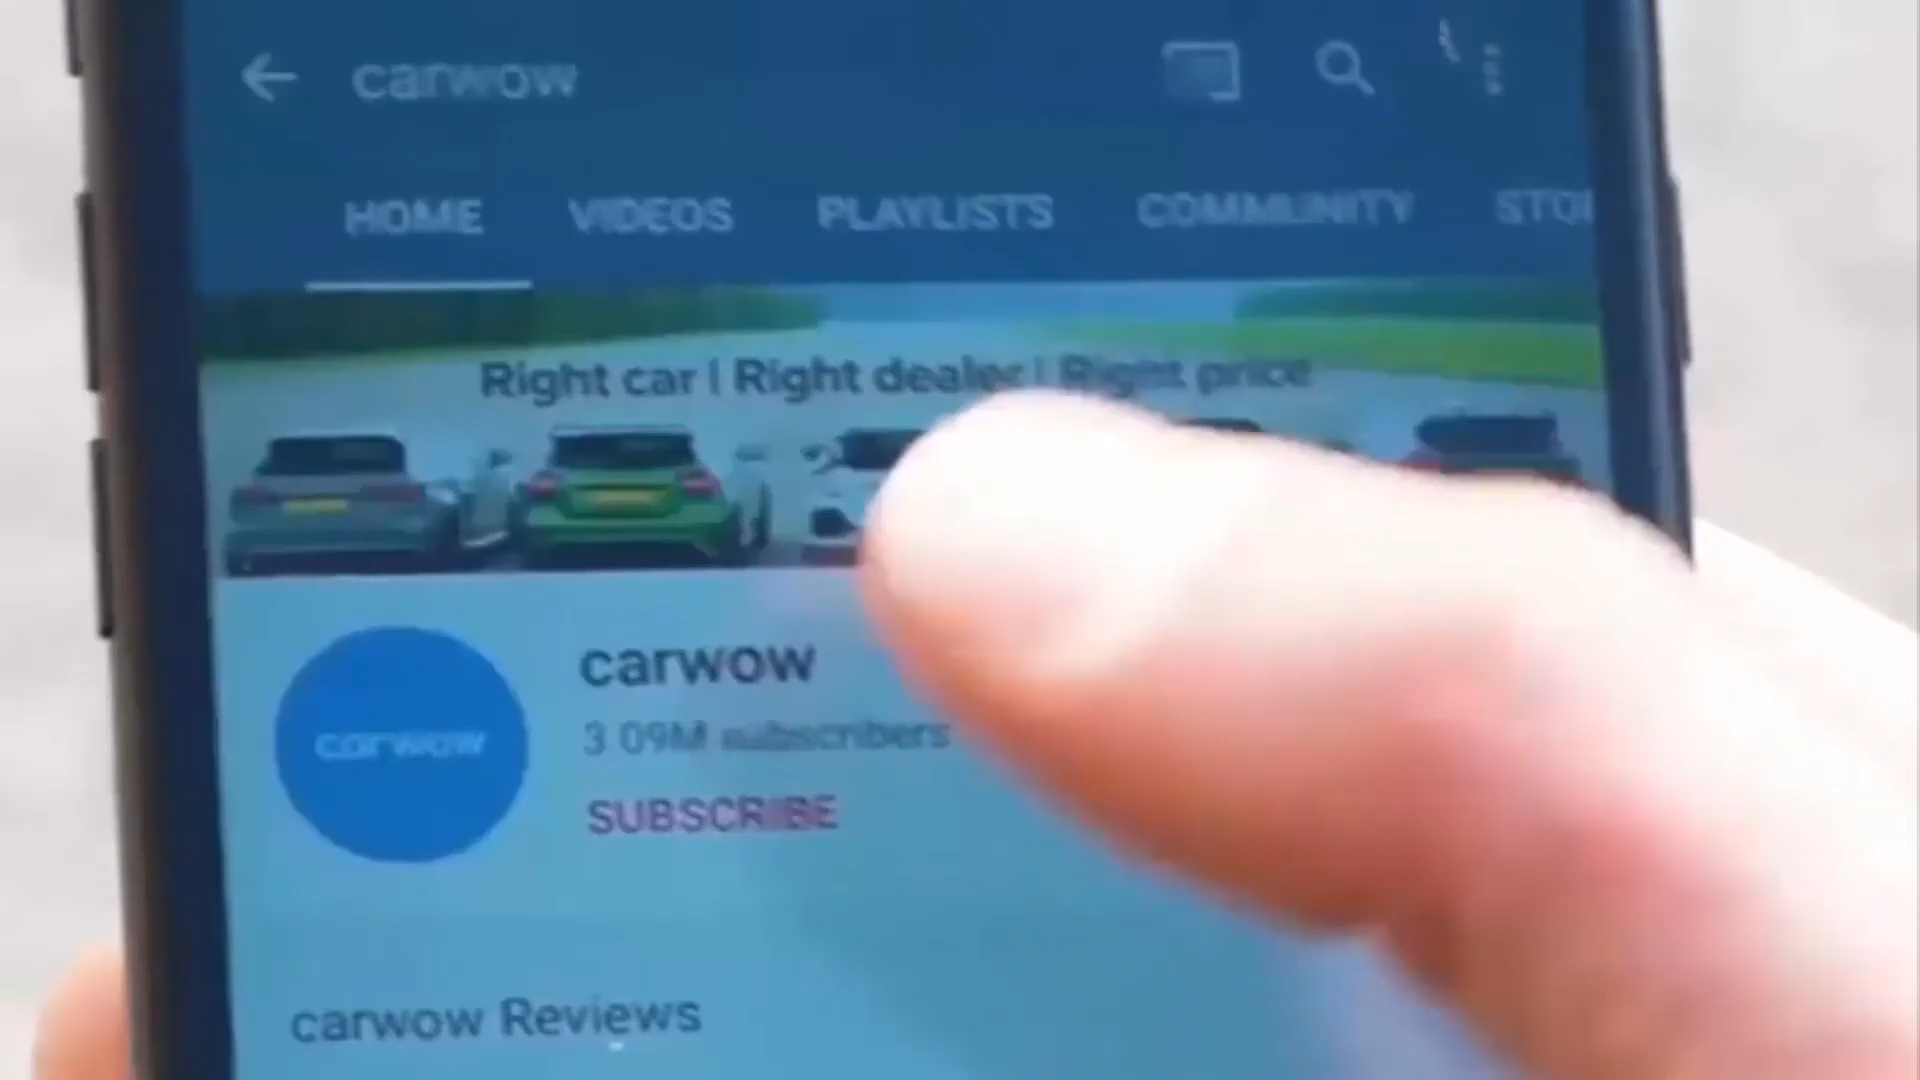 carwow
HOME VIDEOS PLAYLISTS COMMUNITY STOI
Right car | Right dealer | Right price
carwow
carwow
3 09M subscribers
SUBSCRIBE
carwow Reviews